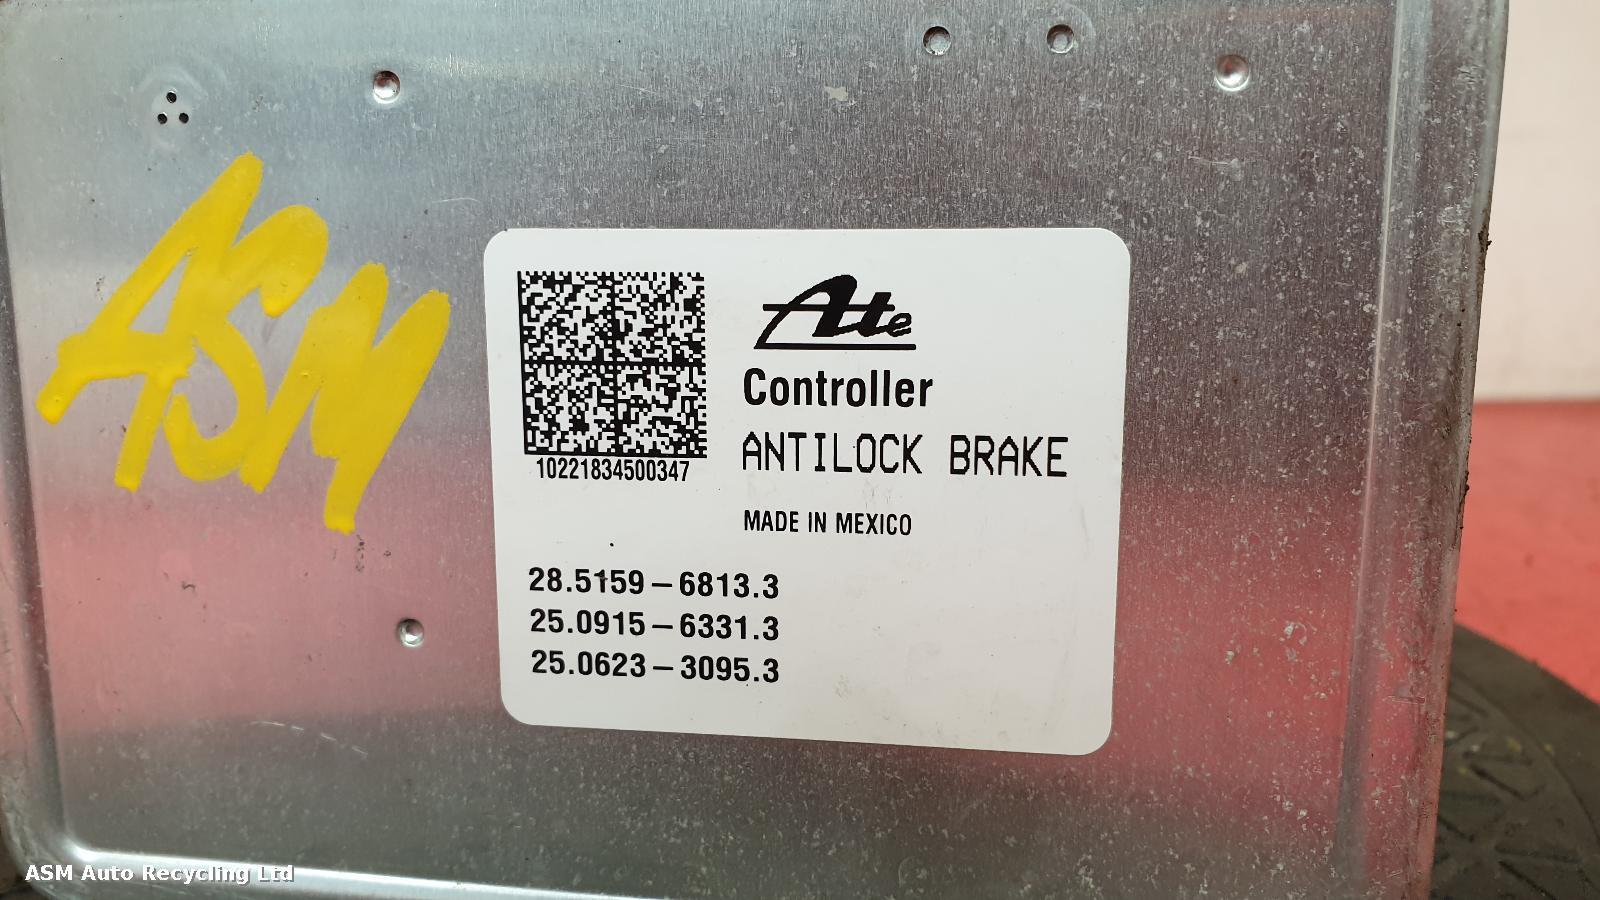 ASM
Ate
Controller
ANTILOCK BRAKE
10221834500347
MADE IN MEXICO
28.5159-6813.3
25.0915-6331.3
25.0623-3095.3
ASM Auto Recycling Ltd